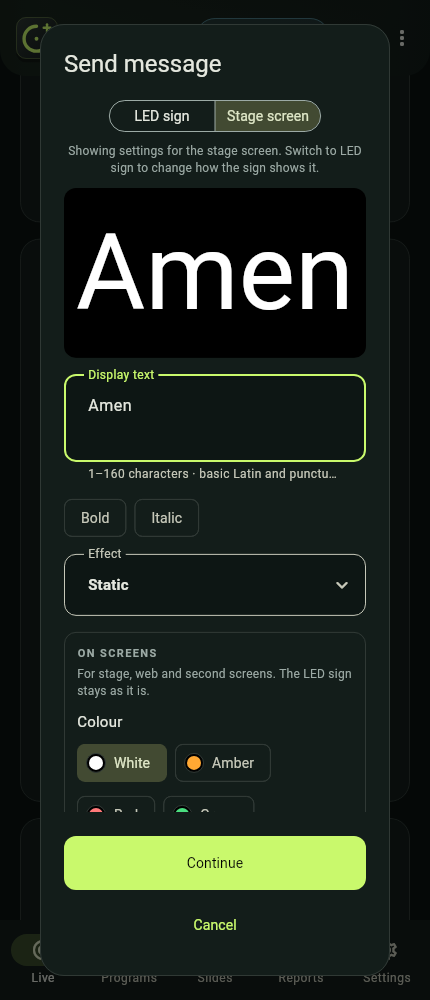 Send message
LED sign
Stage screen
Showing settings for the stage screen. Switch to LED
sign to change how the sign shows it.
Amen
Display text
Amen
1–160 characters · basic Latin and punctu…
Bold
Italic
Effect
Static
ON SCREENS
For stage, web and second screens. The LED sign
stays as it is.
Colour
White
Amber
Continue
Cancel
Live
Programs
Slides
Reports
Settings